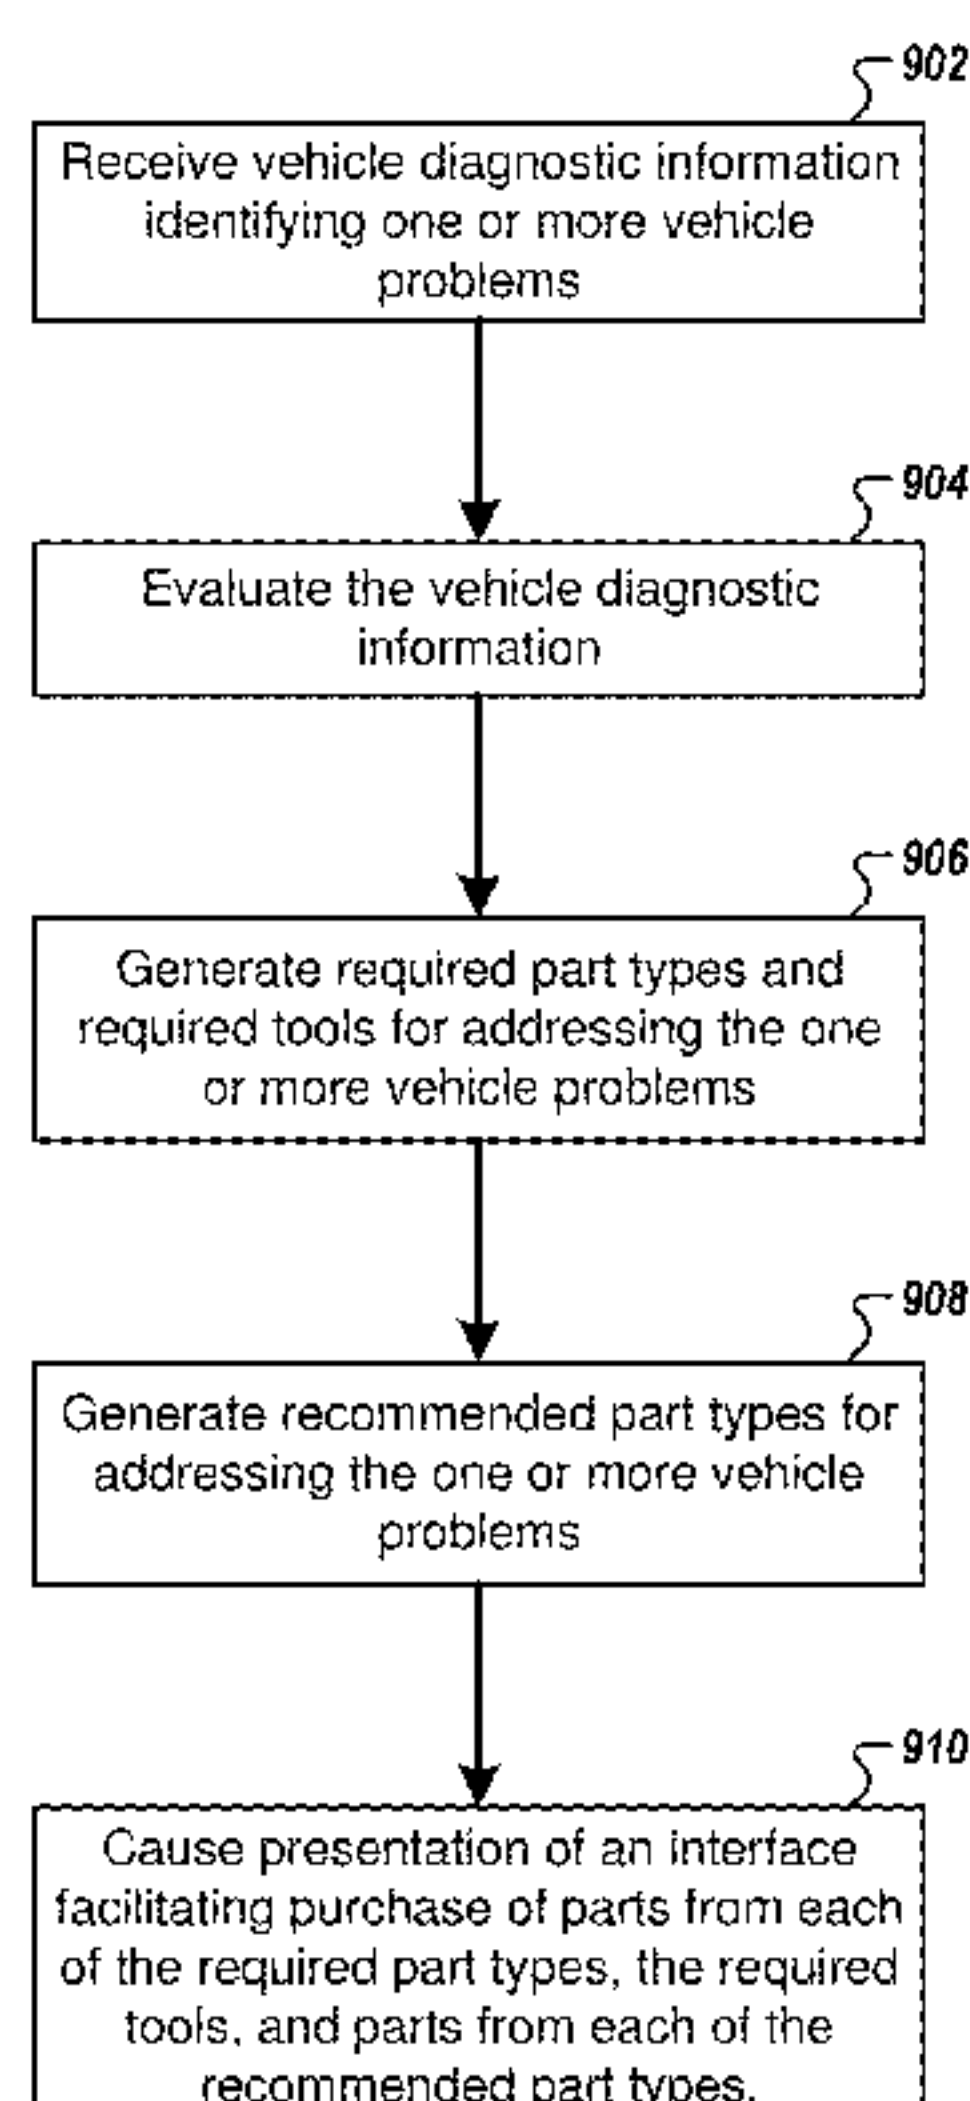 902
Receive vehicle diagnostic information
identifying one or more vehicle
problems
904
Evaluate the vehicle diagnostic
information
906
Generate required part types and
required tools for addressing the one
or more vehicle problems
908
Generate recommended part types for
addressing the one or more vehicle
problems
910
Cause presentation of an interface
facilitating purchase of parts from each
of the required part types, the required
tools, and parts from each of the
recommended part types.